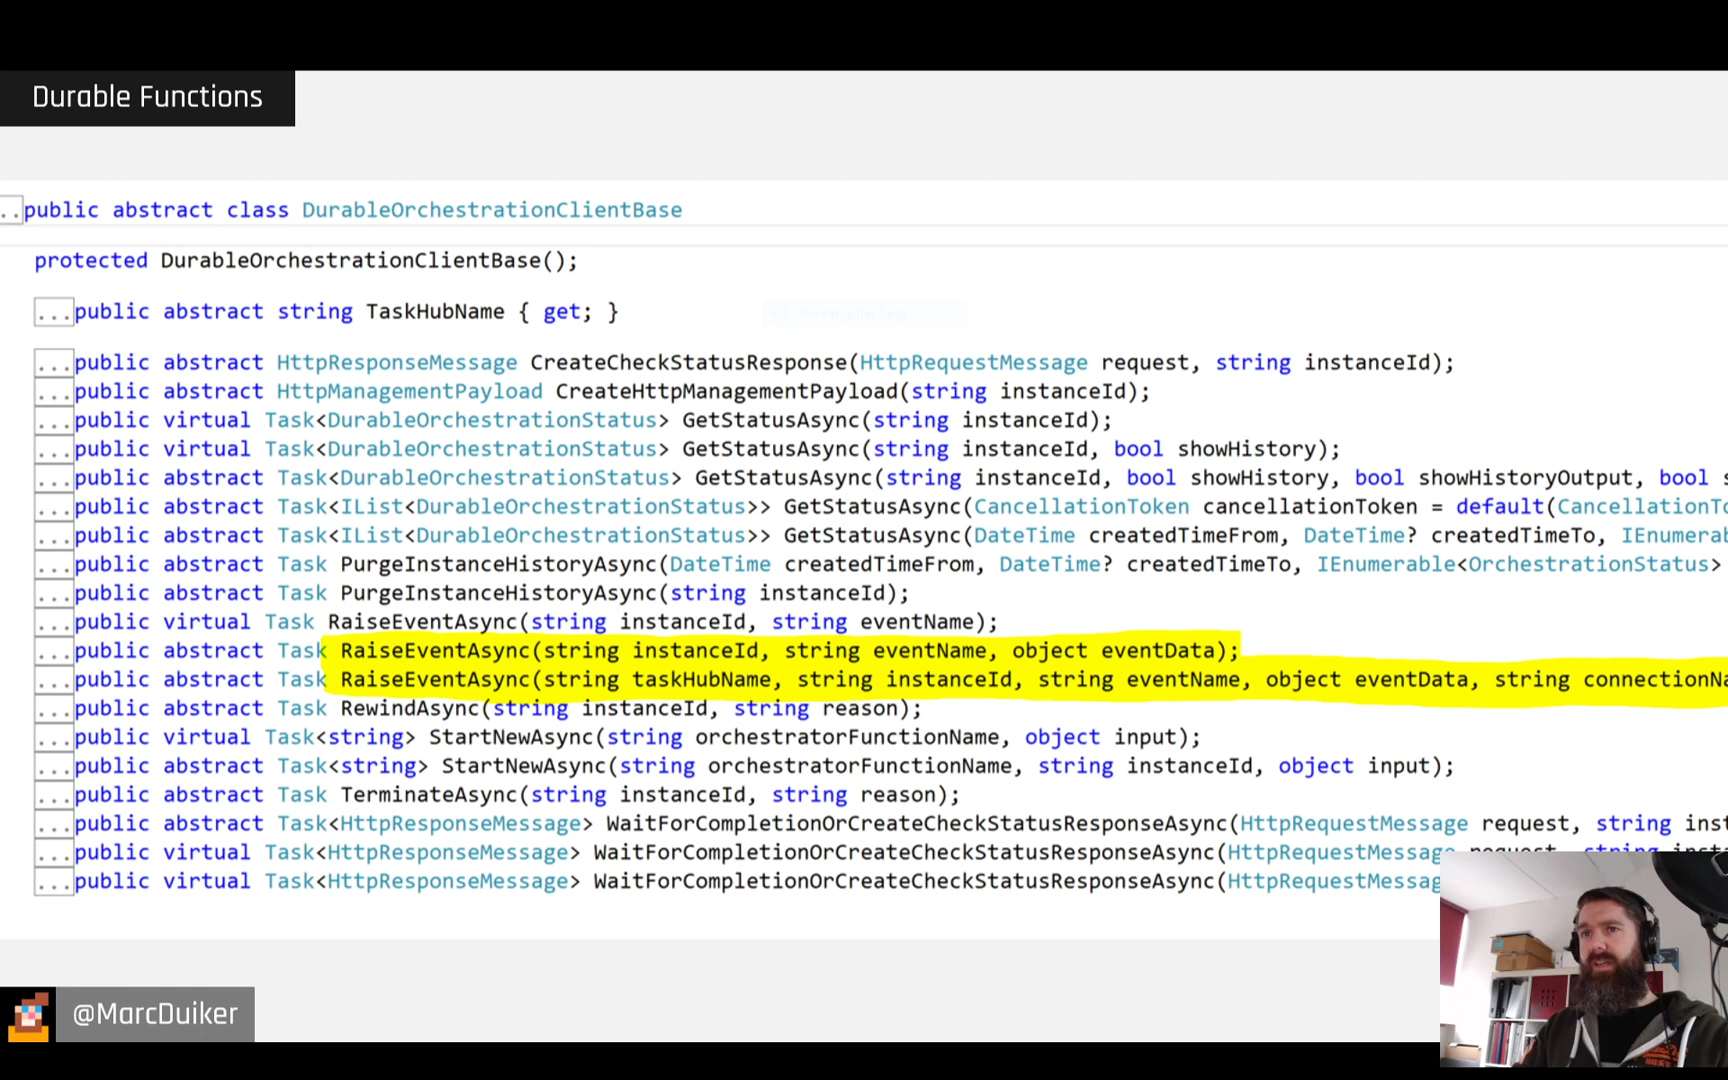 Durable Functions
..public abstract class DurableOrchestrationClientBase
protected DurableOrchestrationClientBase();
...public abstract string TaskHubName { get; }
...public abstract HttpResponseMessage CreateCheckStatusResponse(HttpRequestMessage request, string instanceId);
...public abstract HttpManagementPayload CreateHttpManagementPayload(string instanceId);
...public virtual Task<DurableOrchestrationStatus> GetStatusAsync(string instanceId);
...public virtual Task<DurableOrchestrationStatus> GetStatusAsync(string instanceId, bool showHistory);
...public abstract Task<DurableOrchestrationStatus> GetStatusAsync(string instanceId, bool showHistory, bool showHistoryOutput, bool s
...public abstract Task<IList<DurableOrchestrationStatus>> GetStatusAsync(CancellationToken cancellationToken = default(CancellationTo
...public abstract Task<IList<DurableOrchestrationStatus>> GetStatusAsync(DateTime createdTimeFrom, DateTime? createdTimeTo, IEnumerab
...public abstract Task PurgeInstanceHistoryAsync(DateTime createdTimeFrom, DateTime? createdTimeTo, IEnumerable<OrchestrationStatus>
...public abstract Task PurgeInstanceHistoryAsync(string instanceId);
...public virtual Task RaiseEventAsync(string instanceId, string eventName);
...public abstract Task RaiseEventAsync(string instanceId, string eventName, object eventData);
...public abstract Task RaiseEventAsync(string taskHubName, string instanceId, string eventName, object eventData, string connectionNa
...public abstract Task RewindAsync(string instanceId, string reason);
...public virtual Task<string> StartNewAsync(string orchestratorFunctionName, object input);
...public abstract Task<string> StartNewAsync(string orchestratorFunctionName, string instanceId, object input);
...public abstract Task TerminateAsync(string instanceId, string reason);
...public abstract Task<HttpResponseMessage> WaitForCompletionOrCreateCheckStatusResponseAsync(HttpRequestMessage request, string inst
...public virtual Task<HttpResponseMessage> WaitForCompletionOrCreateCheckStatusResponseAsync(HttpRequestMessage request, string inst
...public virtual Task<HttpResponseMessage> WaitForCompletionOrCreateCheckStatusResponseAsync(HttpRequestMessag
@MarcDuiker